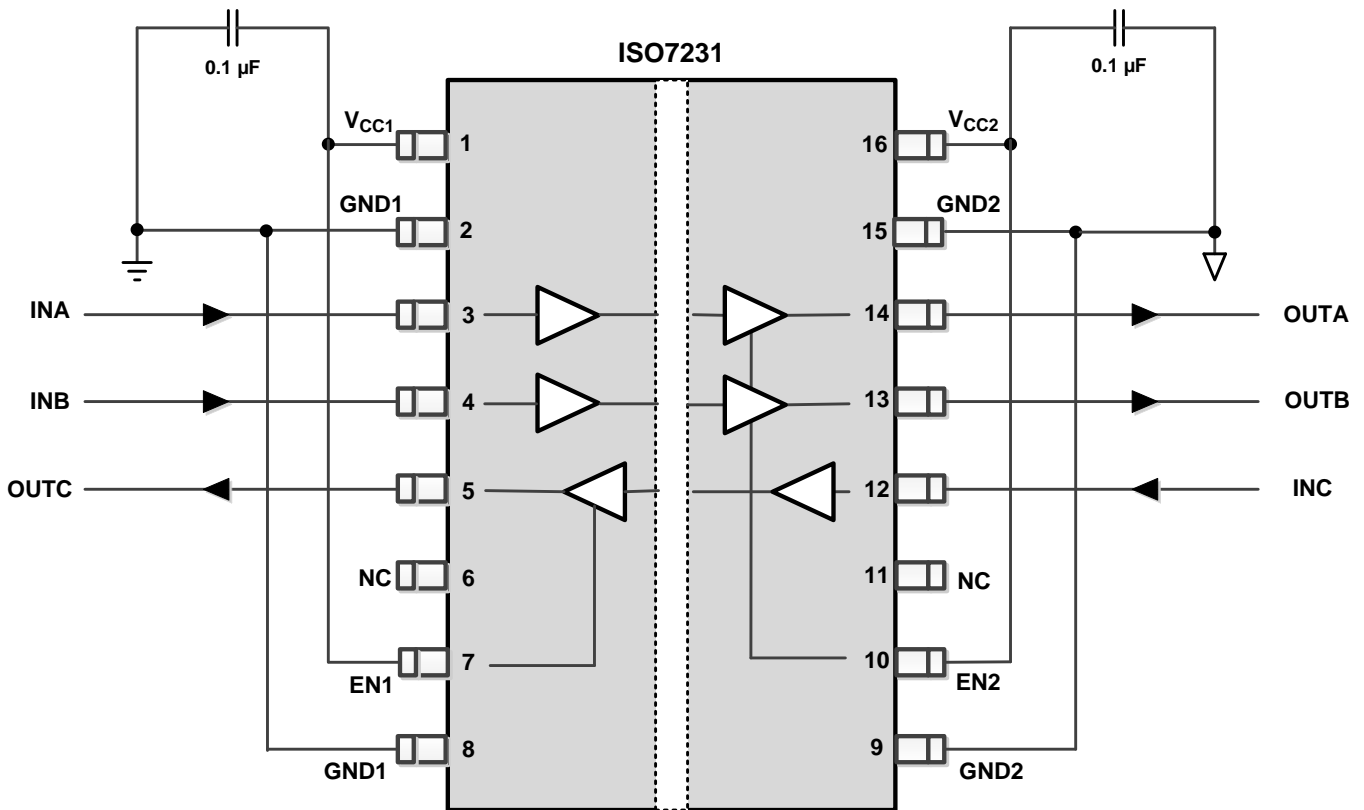 0.1 µF
0.1 µF
ISO7231
VCC1
1
16
VCC2
GND1
2
15
GND2
INA
3
14
OUTA
INB
4
13
OUTB
OUTC
5
12
INC
NC
6
11
NC
EN1
7
10
EN2
GND1
8
9
GND2